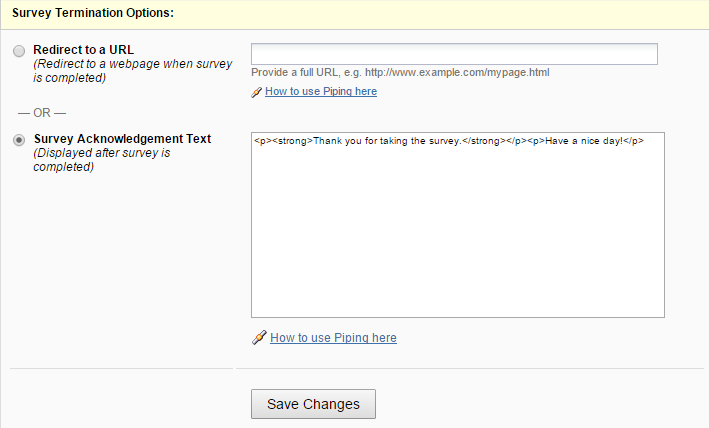 Survey Termination Options:
Redirect to a URL
(Redirect to a webpage when survey
is completed)
Provide a full URL, e.g. http://www.example.com/mypage.html
How to use Piping here
— OR —
Survey Acknowledgement Text
(Displayed after survey is
completed)
<p><strong>Thank you for taking the survey.</strong></p><p>Have a nice day!</p>
How to use Piping here
Save Changes